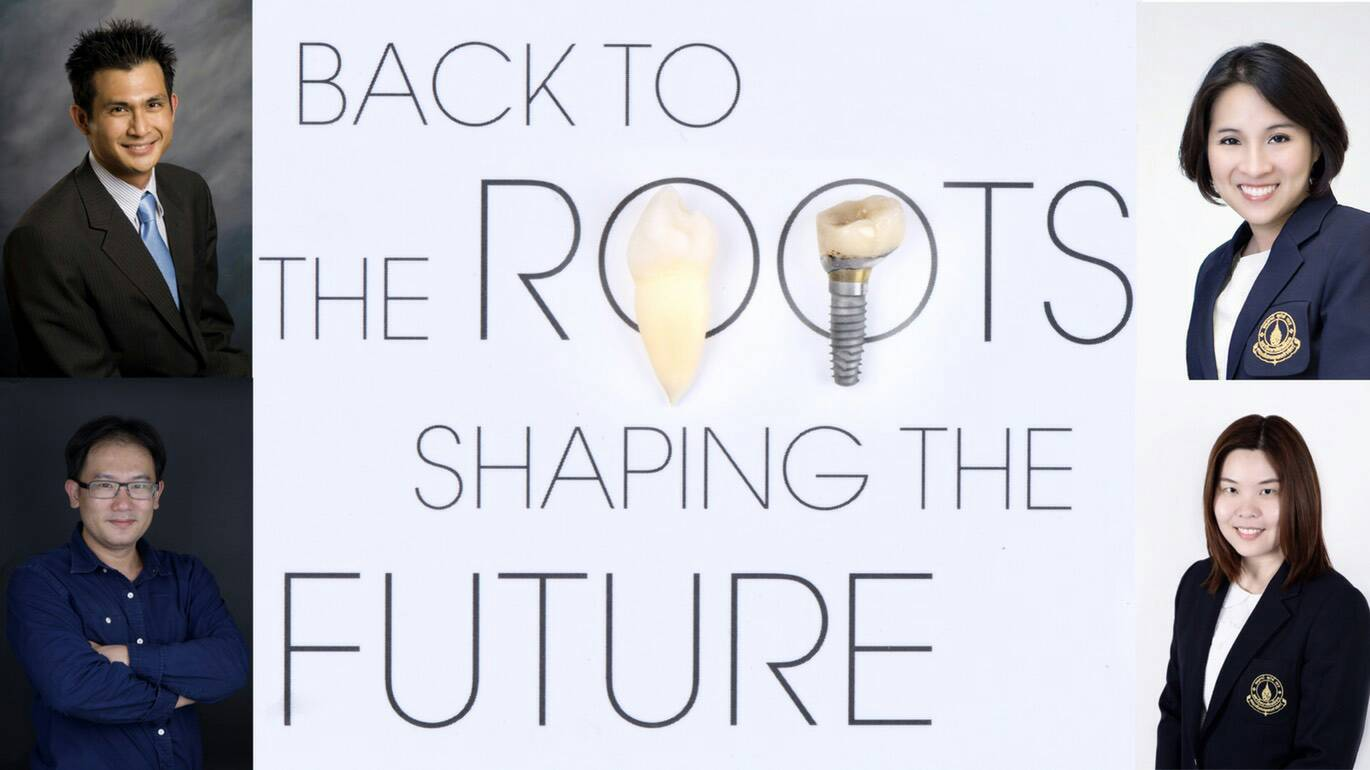 BACK TO
THE ROOTS
SHAPING THE
FUTURE